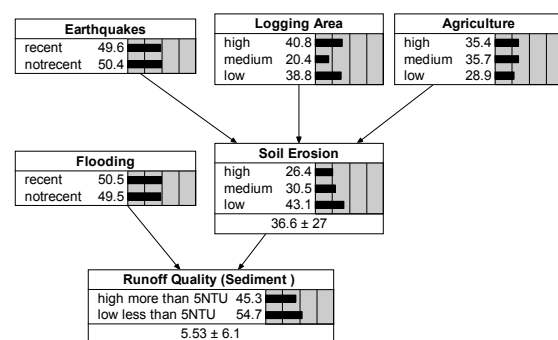 Earthquakes
recent 49.6
notrecent 50.4
Logging Area
high 40.8
medium 20.4
low 38.8
Agriculture
high 35.4
medium 35.7
low 28.9
Flooding
recent 50.5
notrecent 49.5
Soil Erosion
high 26.4
medium 30.5
low 43.1
36.6 ± 27
Runoff Quality (Sediment )
high more than 5NTU 45.3
low less than 5NTU 54.7
5.53 ± 6.1